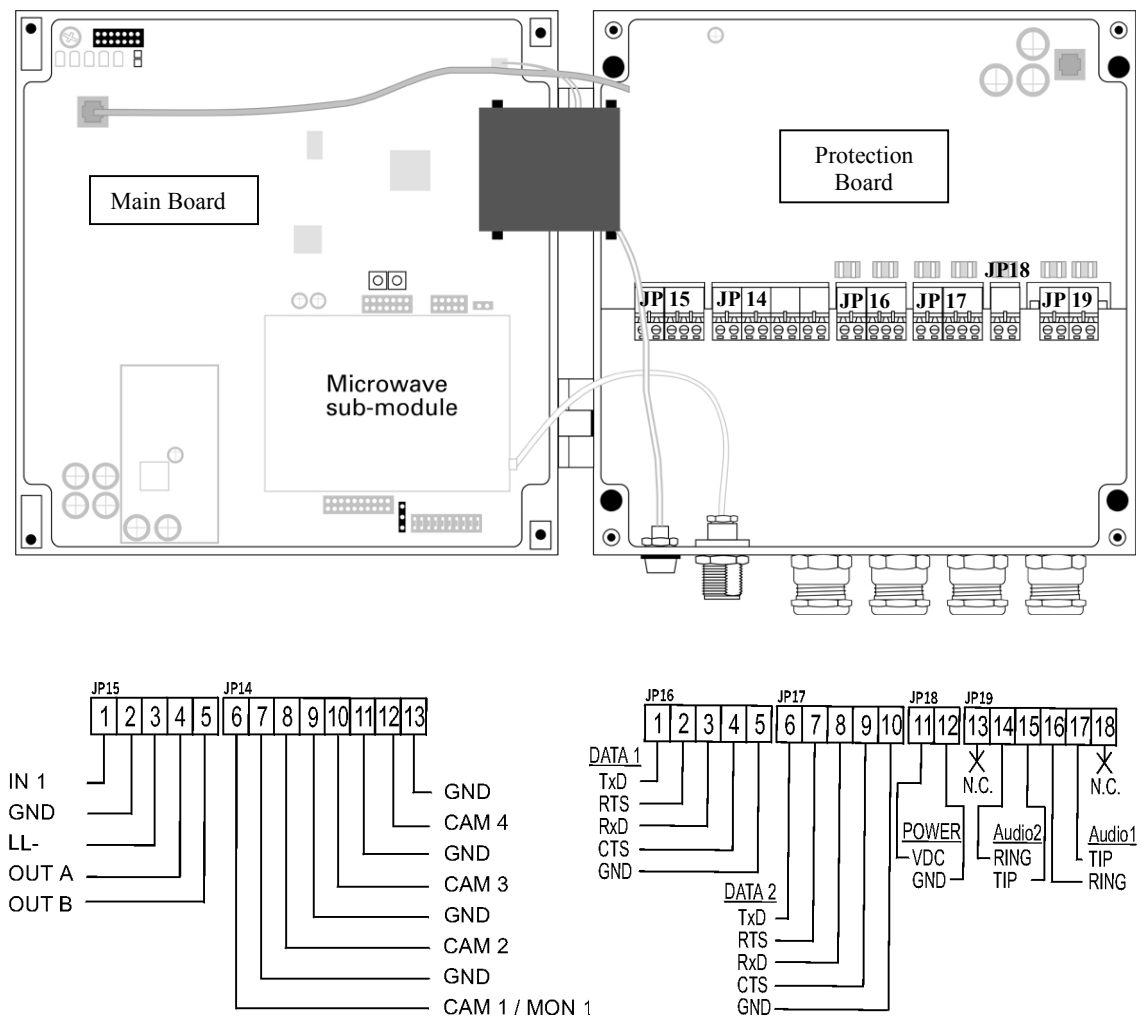 Main Board
Protection
Board
JP18
JP 15
JP 14
JP 16
JP 17
JP 19
Microwave
sub-module
JP15
JP14
1 2 3 4 5
6 7 8 9 10 11 12 13
IN 1
GND
LL-
OUT A
OUT B
GND
CAM 4
GND
CAM 3
GND
CAM 2
GND
CAM 1 / MON 1
JP16
JP17
JP18
JP19
1 2 3 4 5
6 7 8 9 10
11 12
13 14 15 16 17 18
DATA 1
TxD
RTS
RxD
CTS
GND
DATA 2
TxD
RTS
RxD
CTS
GND
POWER
VDC
GND
N.C.
Audio2
RING
TIP
N.C.
Audio1
TIP
RING